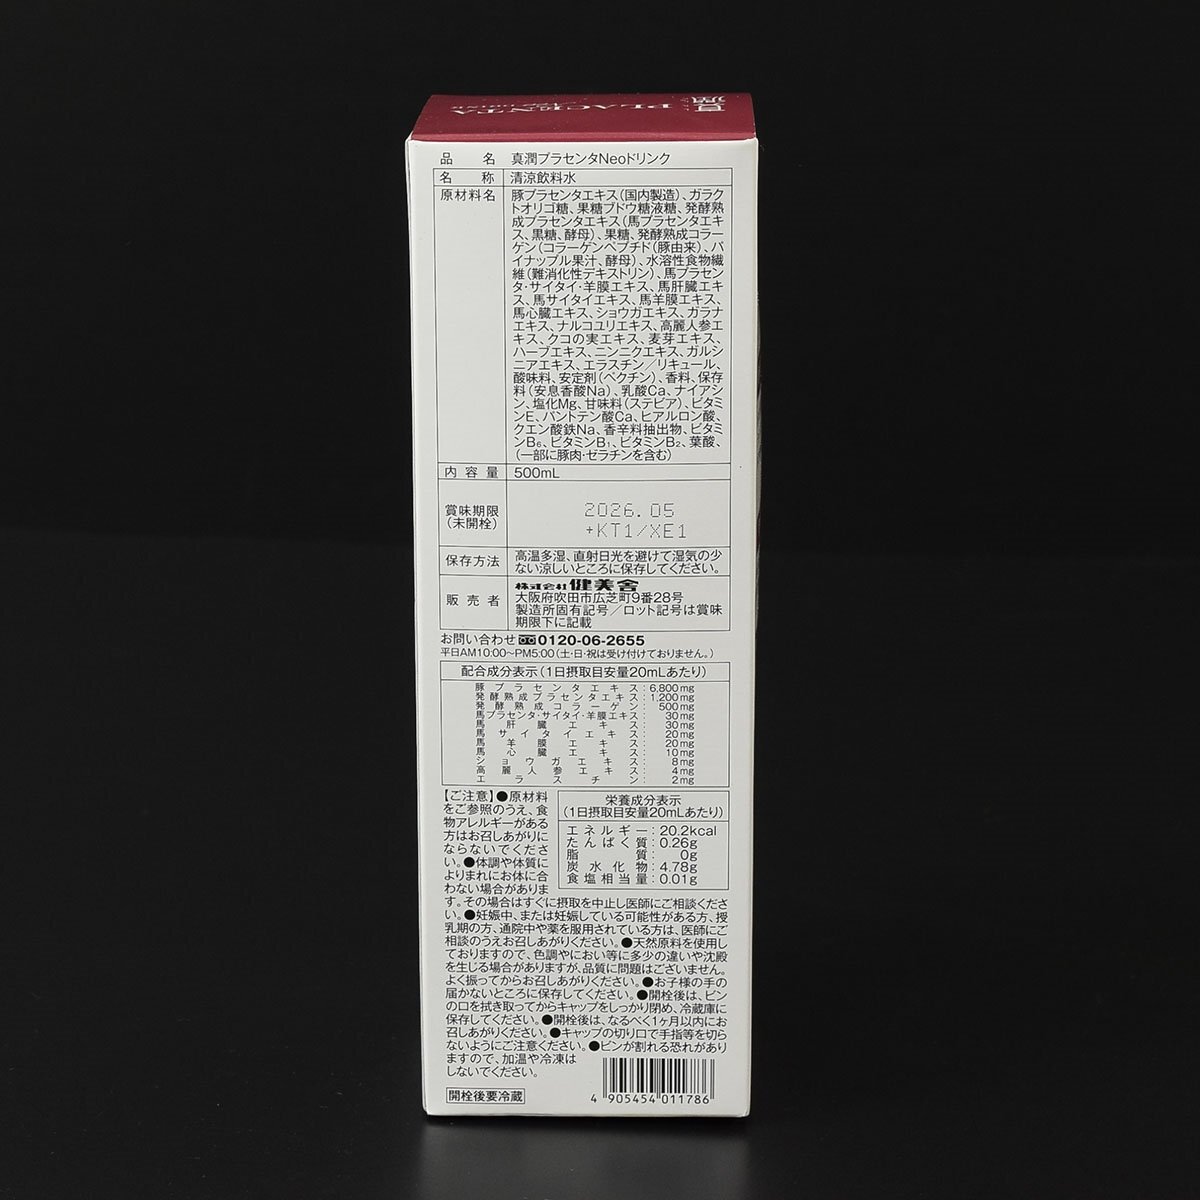 真潤 PLACENTA
品名 真潤プラセンタNeoドリンク
名称 清涼飲料水
原材料名 豚プラセンタエキス(国内製造)、ガラク
トオリゴ糖、果糖ブドウ糖液糖、発酵熟
成プラセンタエキス(馬プラセンタエキ
ス、黒糖、酵母)、果糖、発酵熟成コラー
ゲン(コラーゲンペプチド(豚由来)、パ
イナップル果汁、酵母)、水溶性食物繊
維(難消化性デキストリン)、馬プラセン
タ・サイタイ・羊膜エキス、馬肝臓エキ
ス、馬サイタイエキス、馬羊膜エキス、
馬心臓エキス、ショウガエキス、ガラナ
エキス、ナルコユリエキス、高麗人参エ
キス、クコの実エキス、麦芽エキス、
ハーブエキス、ニンニクエキス、ガルシ
ニアエキス、エラスチン/リキュール、
酸味料、安定剤(ペクチン)、香料、保存
料(安息香酸Na)、乳酸Ca、ナイアシ
ン、塩化Mg、甘味料(ステビア)、ビタミ
ンE、パントテン酸Ca、ヒアルロン酸、
クエン酸鉄Na、香辛料抽出物、ビタミ
ンB₆、ビタミンB₁、ビタミンB₂、葉酸、
(一部に豚肉・ゼラチンを含む)
内容量 500mL
賞味期限
(未開栓)
2026.05
+KT1/XE1
保存方法 高温多湿、直射日光を避けて湿気の少
ない涼しいところに保存してください。
販売者 株式会社健美舎
大阪府吹田市広芝町9番28号
製造所固有記号/ロット記号は賞味
期限下に記載
お問い合わせ 0120-06-2655
平日AM10:00~PM5:00(土・日・祝は受け付けておりません。)
配合成分表示(1日摂取目安量20mLあたり)
豚プラセンタエキス:6,800mg
発酵熟成プラセンタエキス:1,200mg
発酵熟成コラーゲン:500mg
馬プラセンタ・サイタイ・羊膜エキス:30mg
馬肝臓エキス:30mg
馬サイタイエキス:20mg
馬羊膜エキス:20mg
馬心臓エキス:10mg
ショウガエキス:8mg
高麗人参エキス:4mg
エラスチン:2mg
栄養成分表示
(1日摂取目安量20mLあたり)
エネルギー:20.2kcal
たんぱく質:0.26g
脂質:0g
炭水化物:4.78g
食塩相当量:0.01g
【ご注意】●原材料
をご参照のうえ、食
物アレルギーがある
方はお召しあがりに
ならないでくださ
い。●体調や体質に
よりまれにお体に合
わない場合がありま
す。その場合はすぐに摂取を中止し医師にご相談くださ
い。●妊娠中、または妊娠している可能性がある方、授
乳期の方、通院中や薬を服用されている方は、医師にご
相談のうえお召しあがりください。●天然原料を使用し
ておりますので、色調やにおい等に多少の違いや沈殿
を生じる場合がありますが、品質に問題はございません。
よく振ってからお召しあがりください。●お子様の手の
届かないところに保存してください。●開栓後は、ビン
の口を拭き取ってからキャップをしっかり閉め、冷蔵庫に
保存してください。●開栓後は、なるべく1ヶ月以内にお
召しあがりください。●キャップの切り口で手指等を切ら
ないようにご注意ください。●ビンが割れる恐れがあり
ますので、加温や冷凍は
しないでください。
開栓後要冷蔵
4 905454 011786